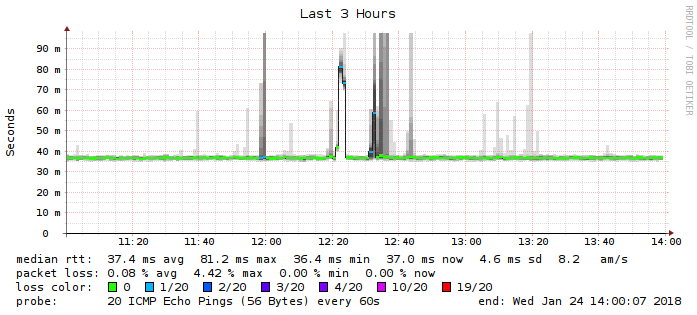 Last 3 Hours
RRDTOOL / TOBI OETIKER
Seconds
90 m
80 m
70 m
60 m
50 m
40 m
30 m
20 m
10 m
0
11:20 11:40 12:00 12:20 12:40 13:00 13:20 13:40 14:00
median rtt: 37.4 ms avg 81.2 ms max 36.4 ms min 37.0 ms now 4.6 ms sd 8.2 am/s
packet loss: 0.08 % avg 4.42 % max 0.00 % min 0.00 % now
loss color: 0 1/20 2/20 3/20 4/20 10/20 19/20
probe: 20 ICMP Echo Pings (56 Bytes) every 60s end: Wed Jan 24 14:00:07 2018